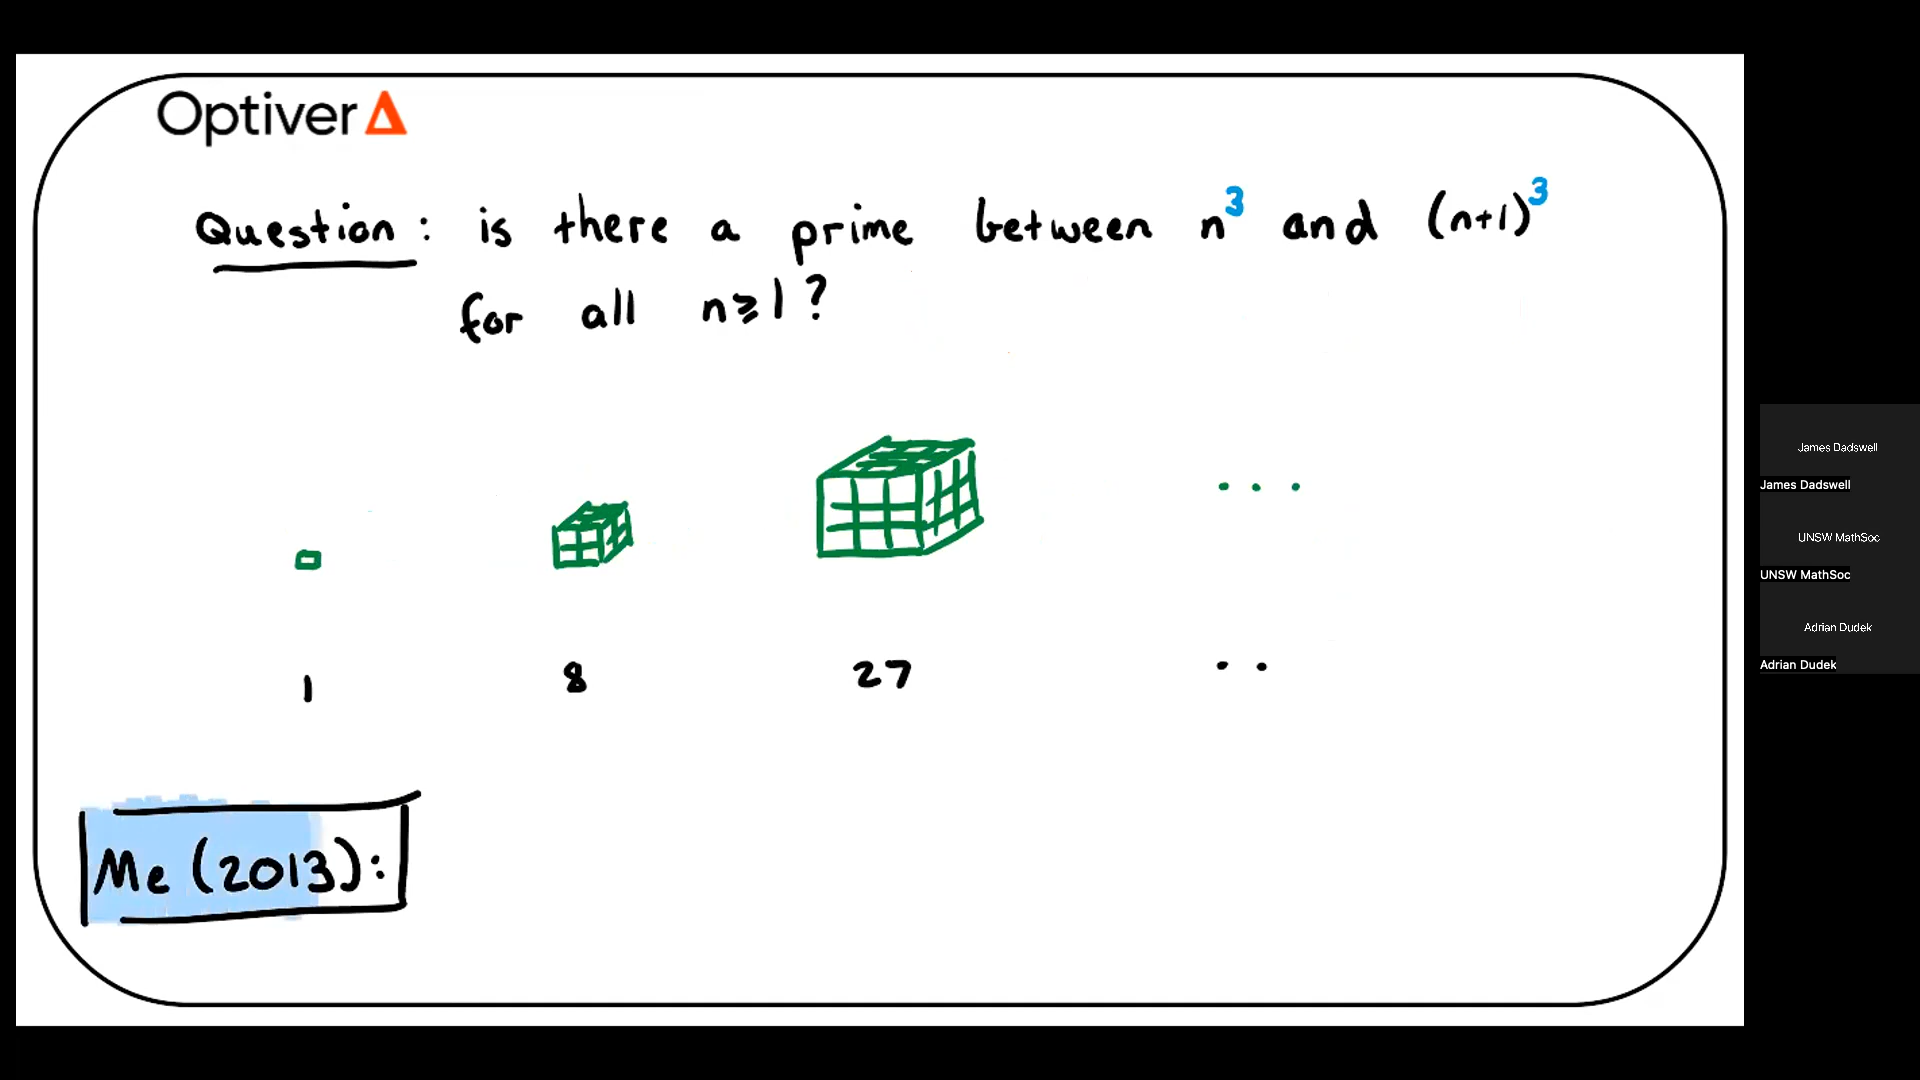 Optiver
Question: is there a prime between n³ and (n+1)³
for all n≥1?
...
1 8 27 ..
Me (2013):
James Dadswell
James Dadswell
UNSW MathSoc
UNSW MathSoc
Adrian Dudek
Adrian Dudek